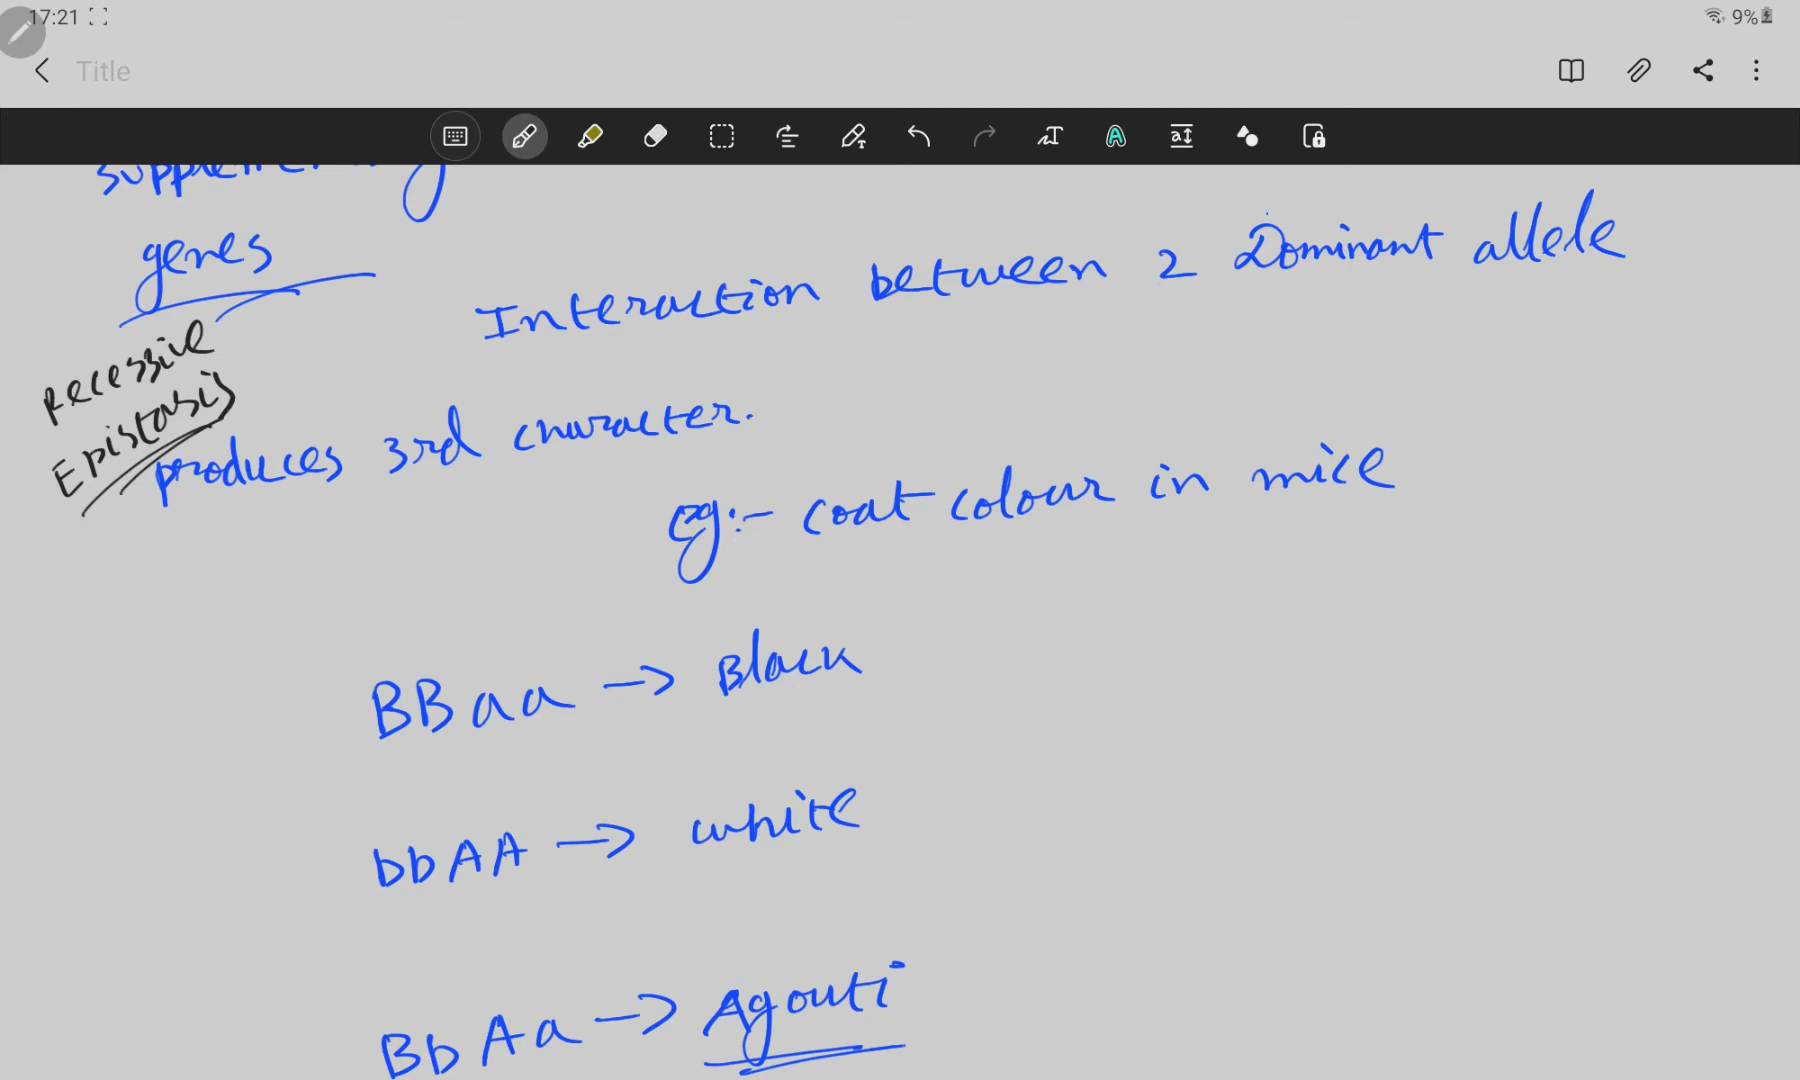 17:21
9%
Title
supplementary
genes
Interaction between 2 Dominant allele
recessive
Epistasis
produces 3rd character.
eg:- coat colour in mice
BBaa → Black
bbAA → white
BbAa → Agouti